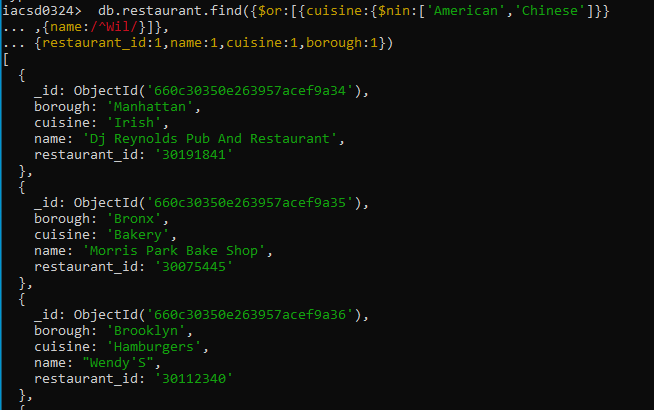 iacsd0324>  db.restaurant.find({$or:[{cuisine:{$nin:['American','Chinese']}}
... ,{name:/^Wil/}]},
... {restaurant_id:1,name:1,cuisine:1,borough:1})
[
  {
    _id: ObjectId('660c30350e263957acef9a34'),
    borough: 'Manhattan',
    cuisine: 'Irish',
    name: 'Dj Reynolds Pub And Restaurant',
    restaurant_id: '30191841'
  },
  {
    _id: ObjectId('660c30350e263957acef9a35'),
    borough: 'Bronx',
    cuisine: 'Bakery',
    name: 'Morris Park Bake Shop',
    restaurant_id: '30075445'
  },
  {
    _id: ObjectId('660c30350e263957acef9a36'),
    borough: 'Brooklyn',
    cuisine: 'Hamburgers',
    name: "Wendy'S",
    restaurant_id: '30112340'
  },